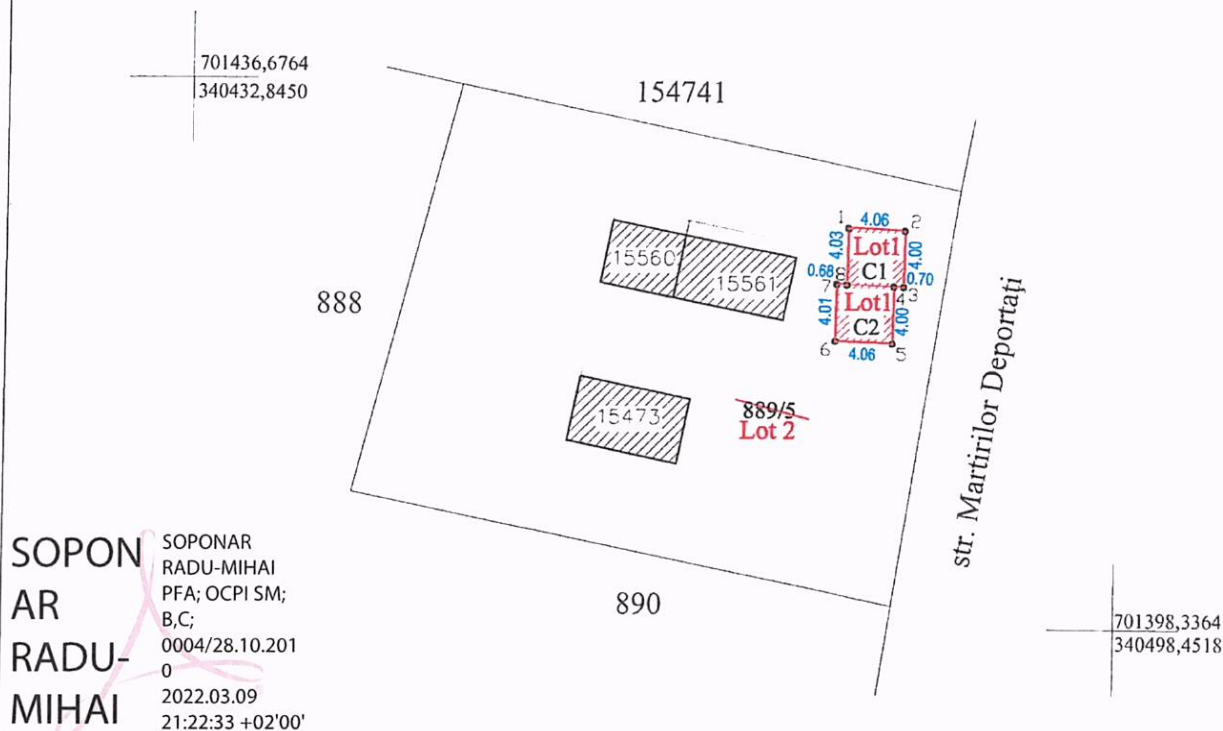 701436,6764
340432,8450
154741
1 4.06 2
4.03 Lot1 4.00
C1
15560
15561
0.68 8 0.70
7 4 3
888
Lot1
4.01 4.00
C2
6 4.06 5
str. Martirilor Deportați
15473
889/5
Lot 2
890
701398,3364
340498,4518
SOPON
AR
RADU-
MIHAI
SOPONAR
RADU-MIHAI
PFA; OCPI SM;
B,C;
0004/28.10.201
0
2022.03.09
21:22:33 +02'00'